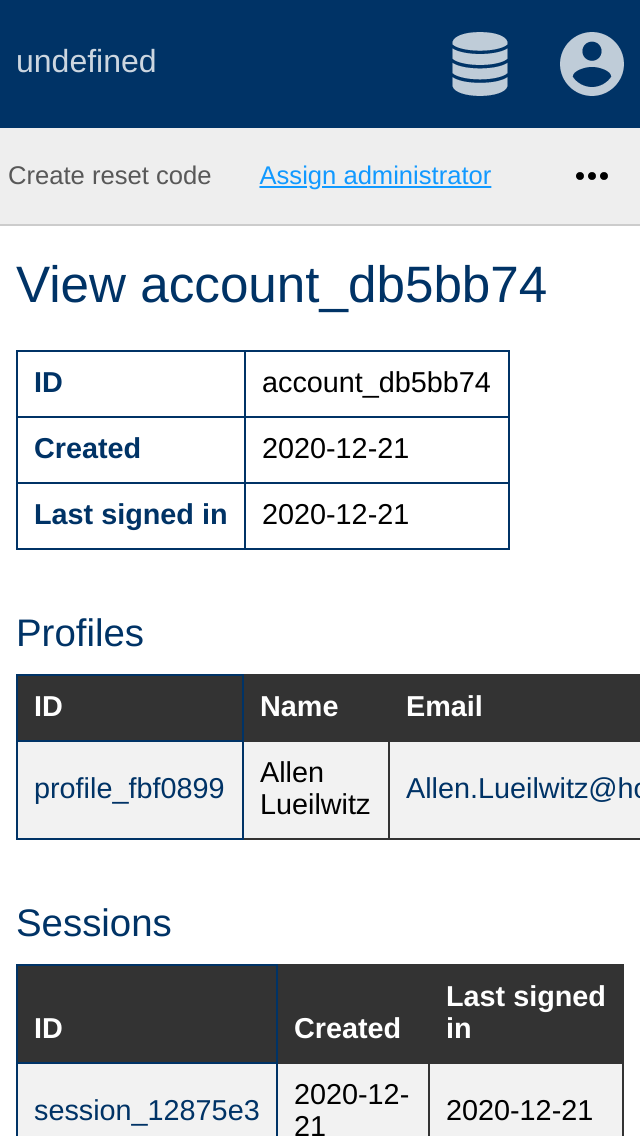 undefined
Create reset code Assign administrator •••
View account_db5bb74
ID account_db5bb74
Created 2020-12-21
Last signed in 2020-12-21
Profiles
ID Name Email
profile_fbf0899 Allen Lueilwitz Allen.Lueilwitz@ho
Sessions
ID Created Last signed in
session_12875e3 2020-12-21 2020-12-21